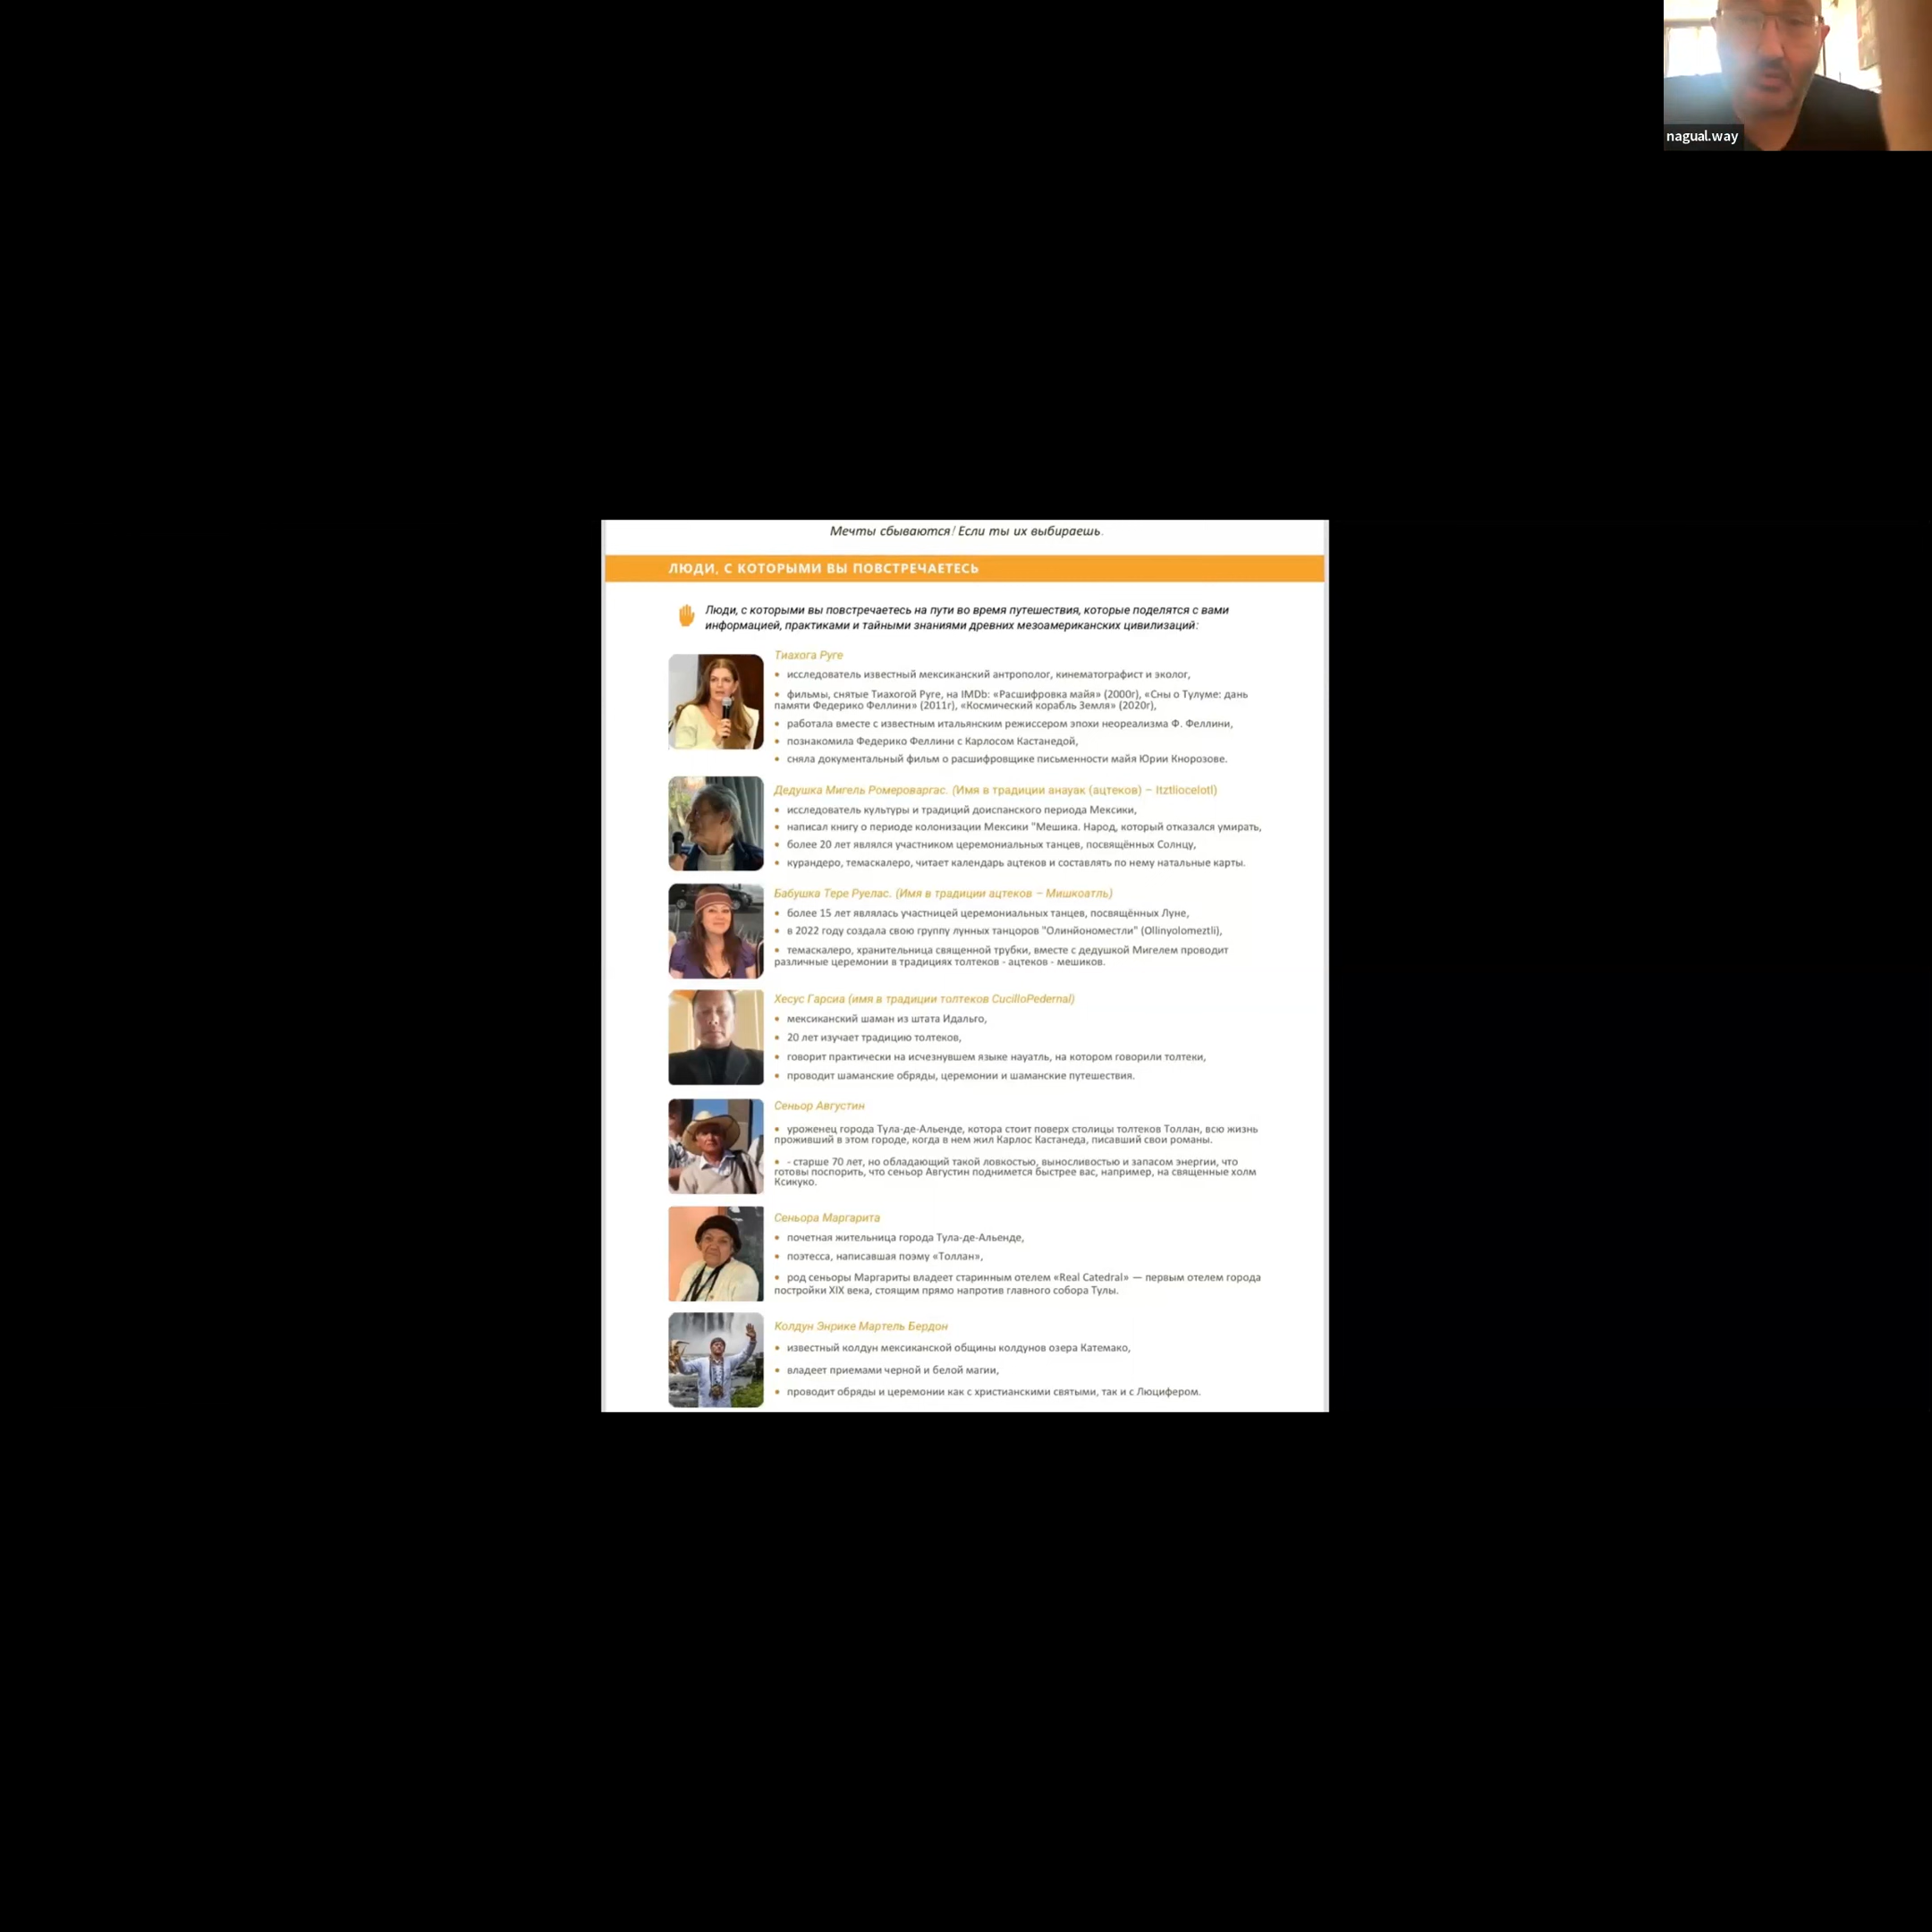 nagual.way
Мечты сбываются! Если ты их выбираешь.
ЛЮДИ, С КОТОРЫМИ ВЫ ПОВСТРЕЧАЕТЕСЬ
Люди, с которыми вы повстречаетесь на пути во время путешествия, которые поделятся с вами
информацией, практиками и тайными знаниями древних мезоамериканских цивилизаций:
Тиахога Руге
• исследователь известный мексиканский антрополог, кинематографист и эколог,
• фильмы, снятые Тиахогой Руге, на IMDb: «Расшифровка майя» (2000г), «Сны о Тулуме: дань
памяти Федерико Феллини» (2011г), «Космический корабль Земля» (2020г),
• работала вместе с известным итальянским режиссером эпохи неореализма Ф. Феллини,
• познакомила Федерико Феллини с Карлосом Кастанедой,
• сняла документальный фильм о расшифровщике письменности майя Юрии Кнорозове.
Дедушка Мигель Ромероваргас. (Имя в традиции анауак (ацтеков) – Itztliocelotl)
• исследователь культуры и традиций доиспанского периода Мексики,
• написал книгу о периоде колонизации Мексики "Мешика. Народ, который отказался умирать,
• более 20 лет являлся участником церемониальных танцев, посвящённых Солнцу,
• курандеро, темаскалеро, читает календарь ацтеков и составлять по нему натальные карты.
Бабушка Тере Руелас. (Имя в традиции ацтеков – Мишкоатль)
• более 15 лет являлась участницей церемониальных танцев, посвящённых Луне,
• в 2022 году создала свою группу лунных танцоров "Олинйономестли" (Ollinyolomeztli),
• темаскалеро, хранительница священной трубки, вместе с дедушкой Мигелем проводит
различные церемонии в традициях толтеков - ацтеков - мешиков.
Хесус Гарсиа (имя в традиции толтеков CucilloPedernal)
• мексиканский шаман из штата Идальго,
• 20 лет изучает традицию толтеков,
• говорит практически на исчезнувшем языке науатль, на котором говорили толтеки,
• проводит шаманские обряды, церемонии и шаманские путешествия.
Сеньор Августин
• уроженец города Тула-де-Альенде, котора стоит поверх столицы толтеков Толлан, всю жизнь
проживший в этом городе, когда в нем жил Карлос Кастанеда, писавший свои романы.
• - старше 70 лет, но обладающий такой ловкостью, выносливостью и запасом энергии, что
готовы поспорить, что сеньор Августин поднимется быстрее вас, например, на священные холм
Ксикуко.
Сеньора Маргарита
• почетная жительница города Тула-де-Альенде,
• поэтесса, написавшая поэму «Толлан»,
• род сеньоры Маргариты владеет старинным отелем «Real Catedral» — первым отелем города
постройки XIX века, стоящим прямо напротив главного собора Тулы.
Колдун Энрике Мартель Бердон
• известный колдун мексиканской общины колдунов озера Катемако,
• владеет приемами черной и белой магии,
• проводит обряды и церемонии как с христианскими святыми, так и с Люцифером.